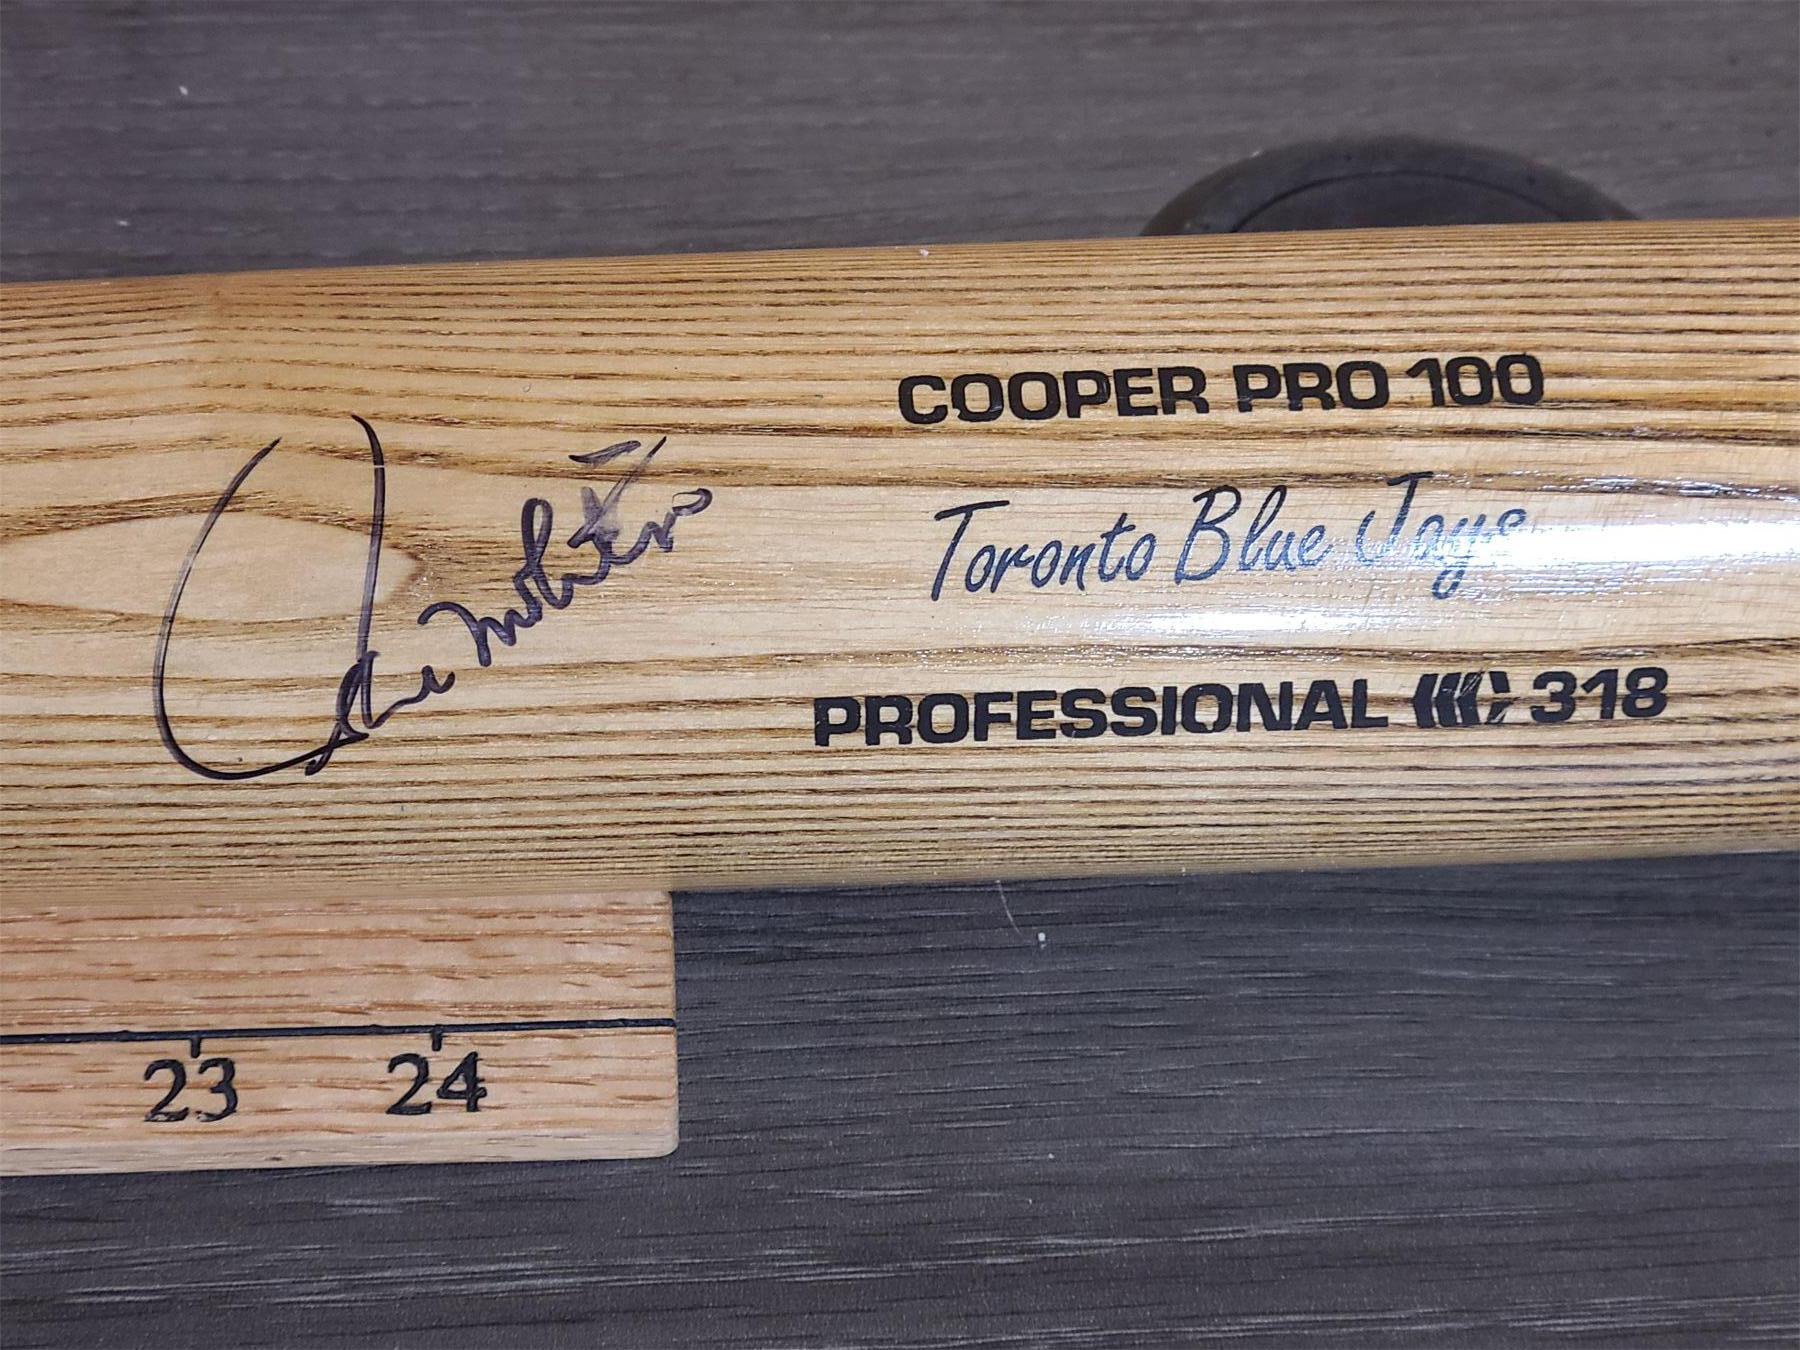 COOPER PRO 100
Toronto Blue Jays
PROFESSIONAL 318
23 24